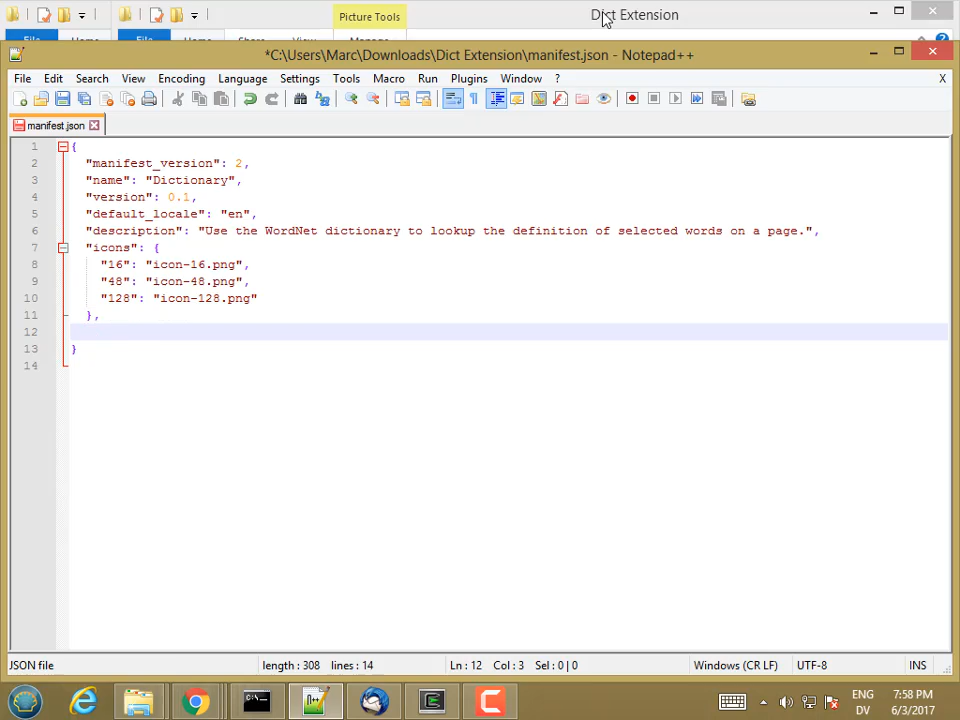 Picture Tools
Dict Extension
*C:\Users\Marc\Downloads\Dict Extension\manifest.json - Notepad++
File Edit Search View Encoding Language Settings Tools Macro Run Plugins Window ? X
manifest.json
1 {
2 "manifest_version": 2,
3 "name": "Dictionary",
4 "version": 0.1,
5 "default_locale": "en",
6 "description": "Use the WordNet dictionary to lookup the definition of selected words on a page.",
7 "icons": {
8 "16": "icon-16.png",
9 "48": "icon-48.png",
10 "128": "icon-128.png"
11 },
12
13 }
14
JSON file length : 308 lines : 14 Ln : 12 Col : 3 Sel : 0 | 0 Windows (CR LF) UTF-8 INS
ENG 7:58 PM
DV 6/3/2017